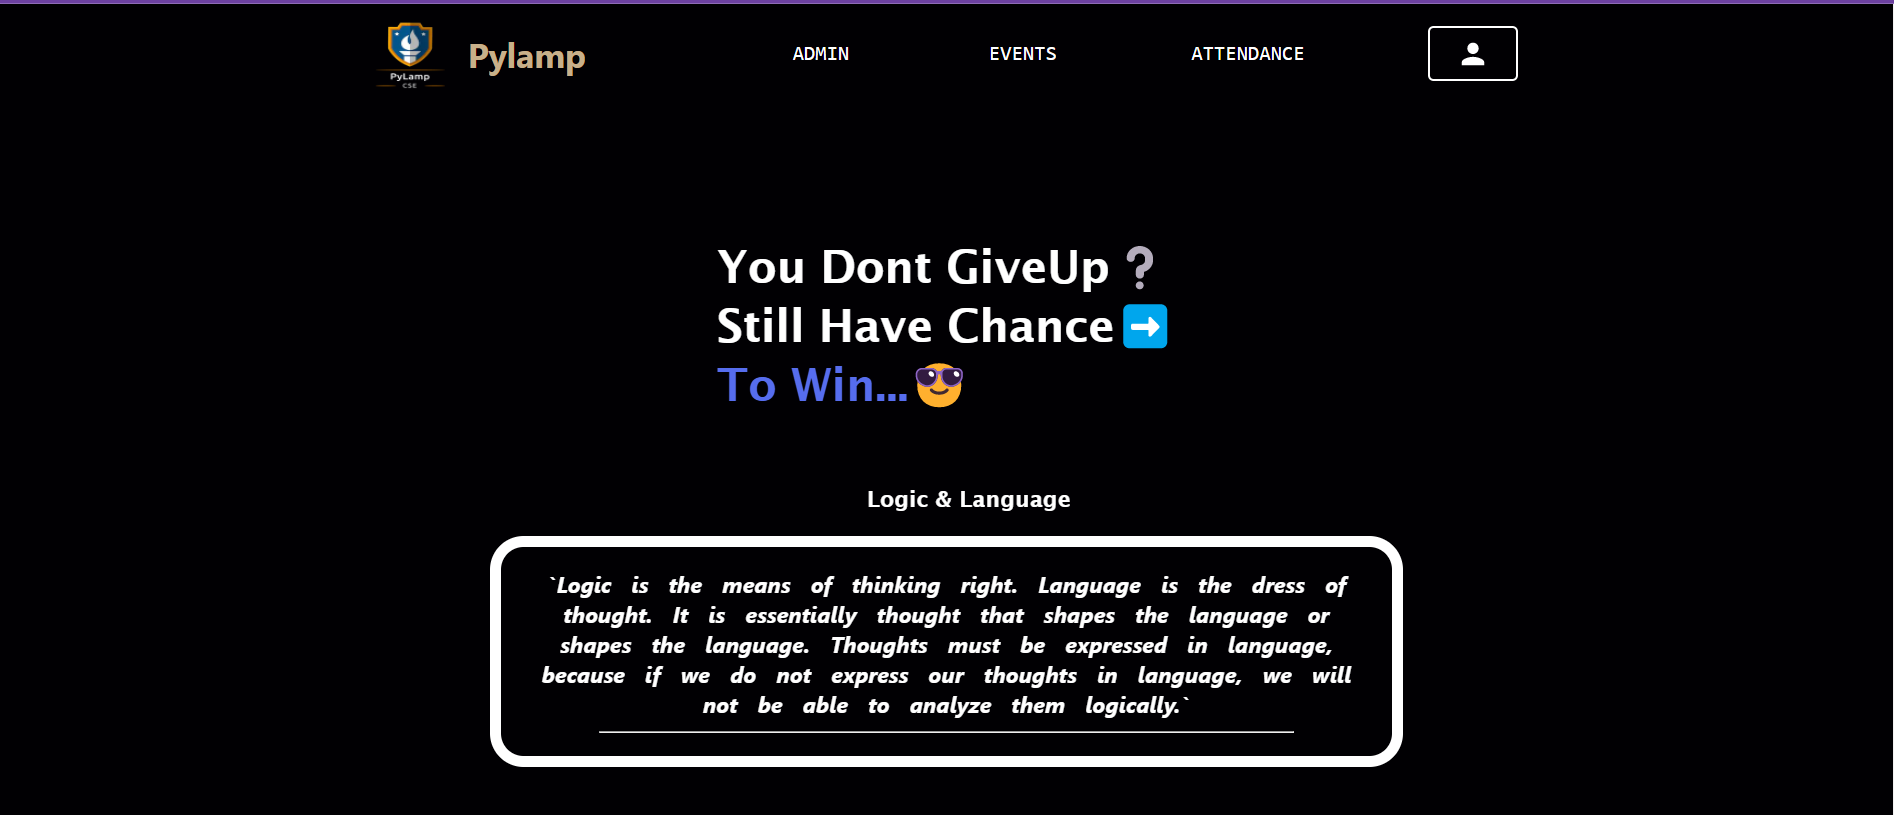 PyLamp
CSE
Pylamp
ADMIN
EVENTS
ATTENDANCE
You Dont GiveUp❔
Still Have Chance➡️
To Win...😎
Logic & Language
`Logic is the means of thinking right. Language is the dress of
thought. It is essentially thought that shapes the language or
shapes the language. Thoughts must be expressed in language,
because if we do not express our thoughts in language, we will
not be able to analyze them logically.`